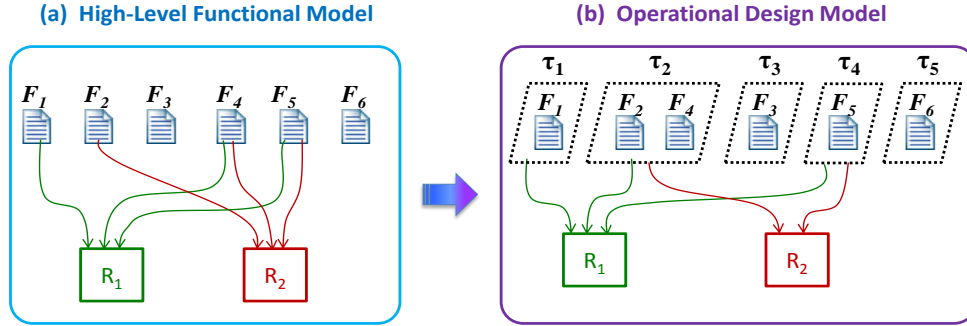 (a) High-Level Functional Model
F1 F2 F3 F4 F5 F6
R1 R2
(b) Operational Design Model
τ1 τ2 τ3 τ4 τ5
F1 F2 F4 F3 F5 F6
R1 R2